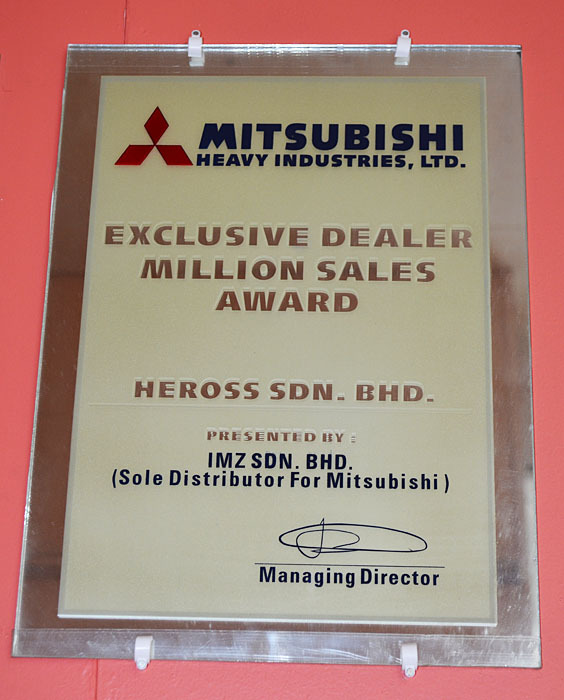 MITSUBISHI
HEAVY INDUSTRIES, LTD.
EXCLUSIVE DEALER
MILLION SALES
AWARD
HEROSS SDN. BHD.
PRESENTED BY :
IMZ SDN. BHD.
(Sole Distributor For Mitsubishi)
Managing Director